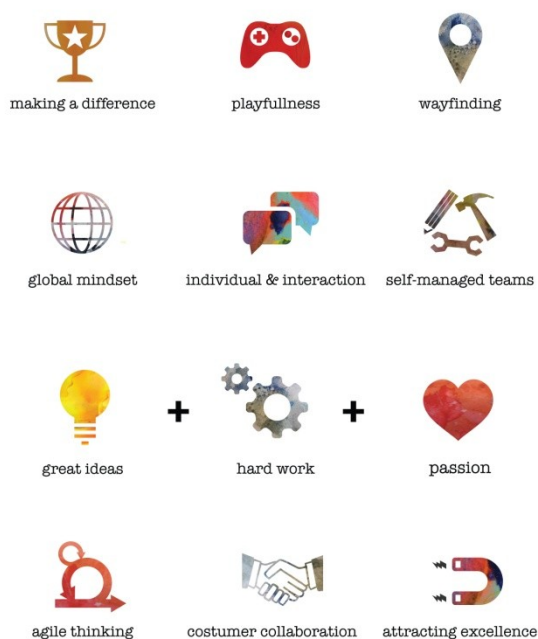 making a difference
playfullness
wayfinding
global mindset
individual & interaction
self-managed teams
+
+
great ideas
hard work
passion
agile thinking
costumer collaboration
attracting excellence